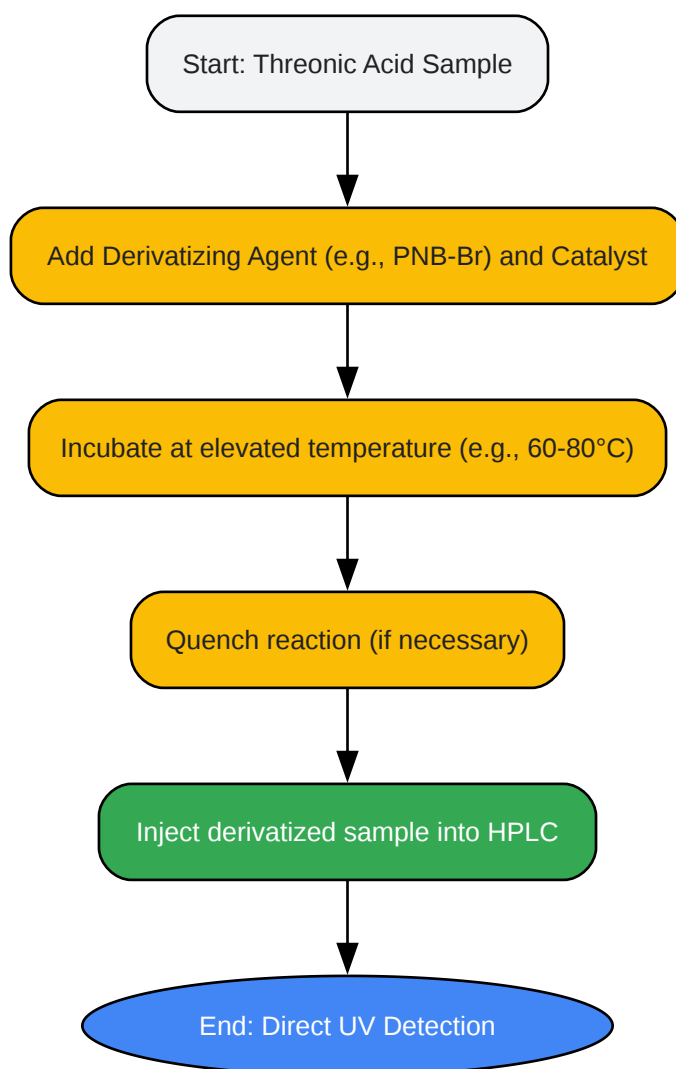 Start: Threonic Acid Sample
Add Derivatizing Agent (e.g., PNB-Br) and Catalyst
Incubate at elevated temperature (e.g., 60-80°C)
Quench reaction (if necessary)
Inject derivatized sample into HPLC
End: Direct UV Detection